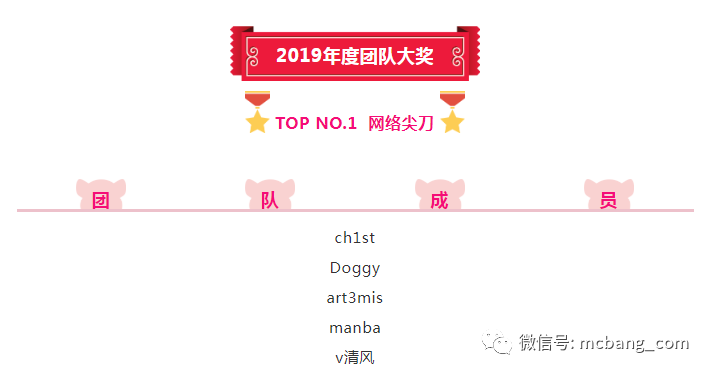 2019年度团队大奖
TOP NO.1 网络尖刀
团 队 成 员
ch1st
Doggy
art3mis
manba
v清风
微信号: mcbang_com